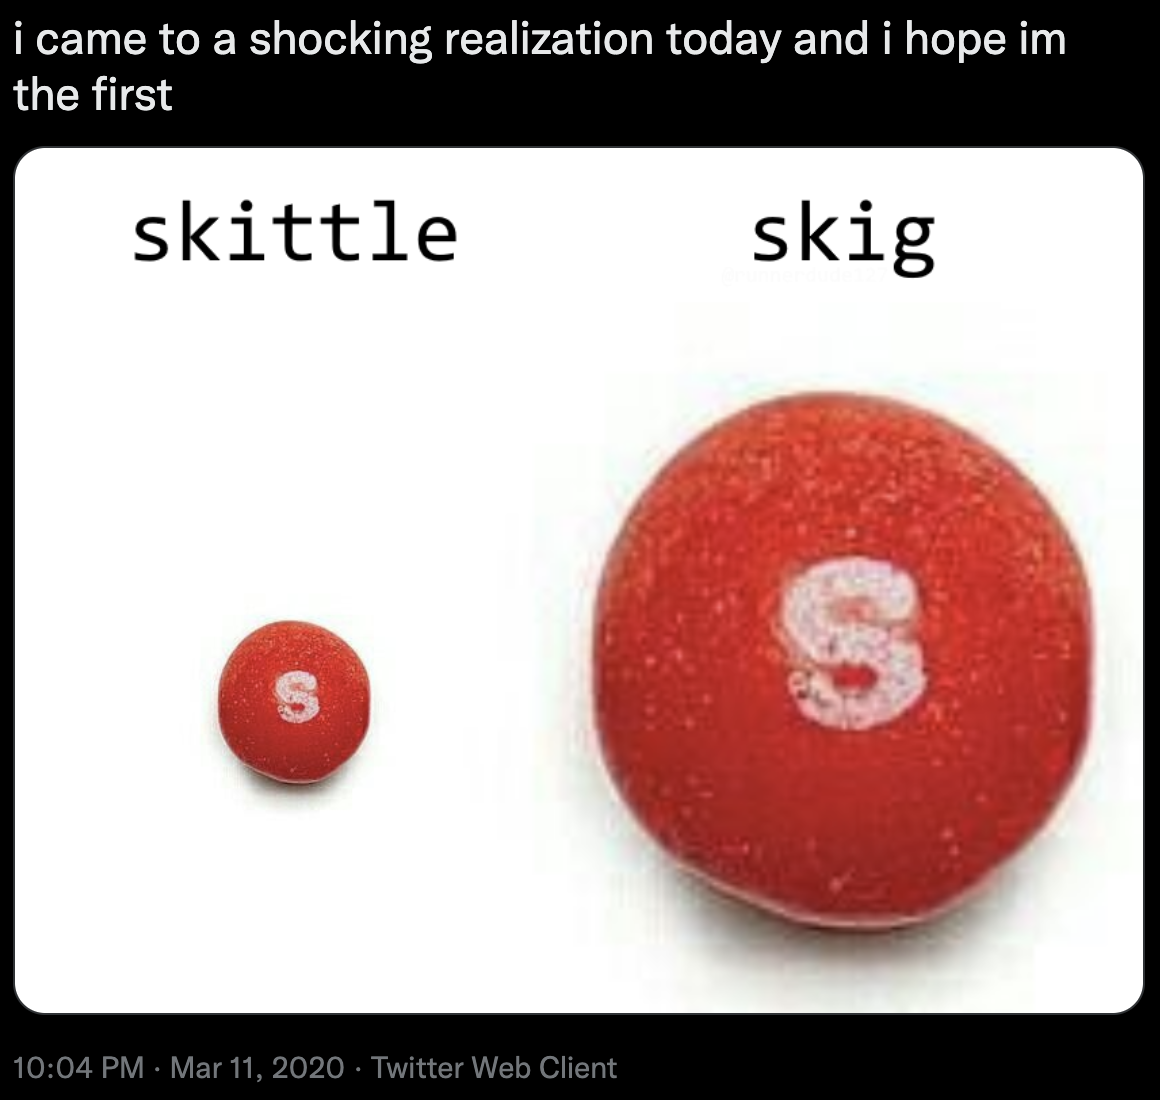 i came to a shocking realization today and i hope im
the first
skittle skig
S S
10:04 PM · Mar 11, 2020 · Twitter Web Client